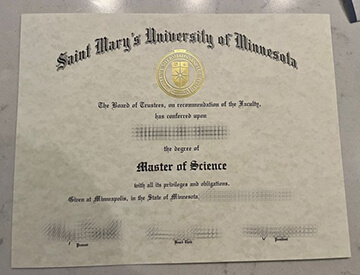 Saint Mary's University of Minnesota
The Board of Trustees, on recommendation of the Faculty,
has conferred upon
the degree of
Master of Science
with all its privileges and obligations.
Given at Minneapolis, in the State of Minnesota,
President